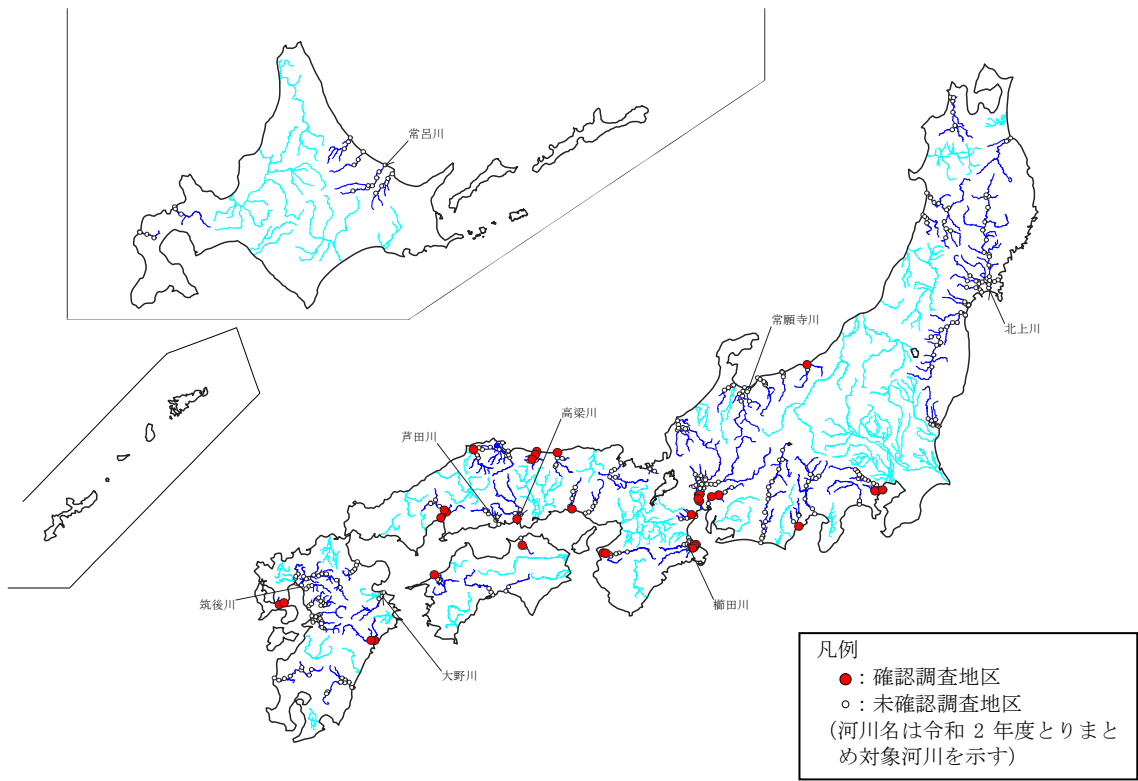 常呂川
北上川
常願寺川
高梁川
芦田川
筑後川
櫛田川
大野川
凡例
：確認調査地区
：未確認調査地区
(河川名は令和 2 年度とりまと
め対象河川を示す)